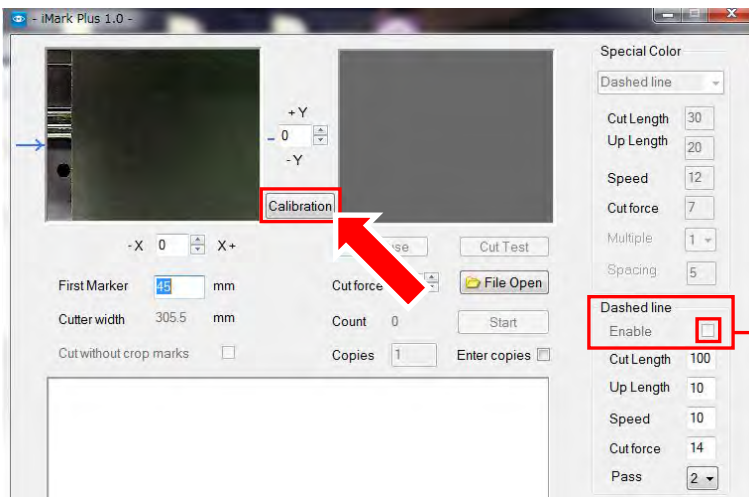 - iMark Plus 1.0 -
Special Color
Dashed line
Cut Length 30
Up Length 20
Speed 12
Cut force 7
Multiple 1
Spacing 5
+ Y
0
- Y
Calibration
- X 0 X +
Cut Test
First Marker 45 mm
Cut force
File Open
Cutter width 305.5 mm
Count 0
Start
Cut without crop marks
Copies 1
Enter copies
Dashed line
Enable
Cut Length 100
Up Length 10
Speed 10
Cut force 14
Pass 2